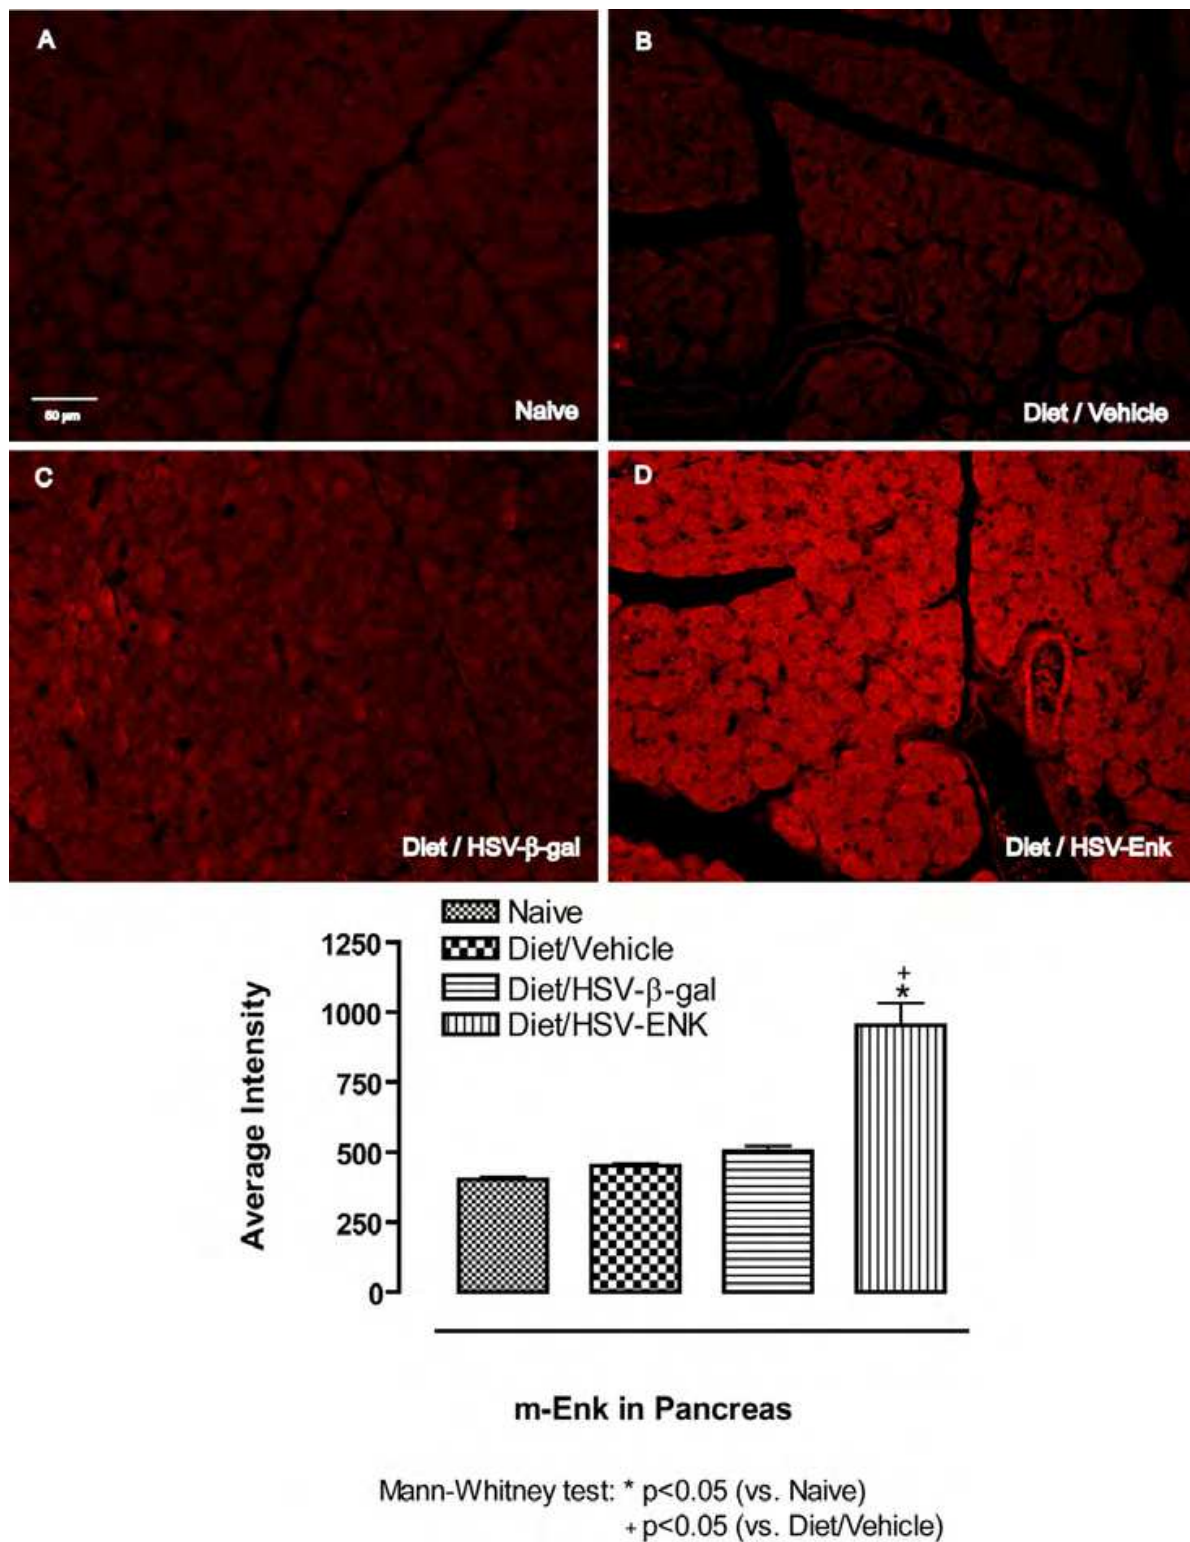 A
B
50 µm
Naive
Diet / Vehicle
C
D
Diet / HSV-β-gal
Diet / HSV-Enk
Naive
Diet/Vehicle
Diet/HSV-β-gal
Diet/HSV-ENK
Average Intensity
1250
1000
750
500
250
0
+
*
m-Enk in Pancreas
Mann-Whitney test: * p<0.05 (vs. Naive)
+ p<0.05 (vs. Diet/Vehicle)